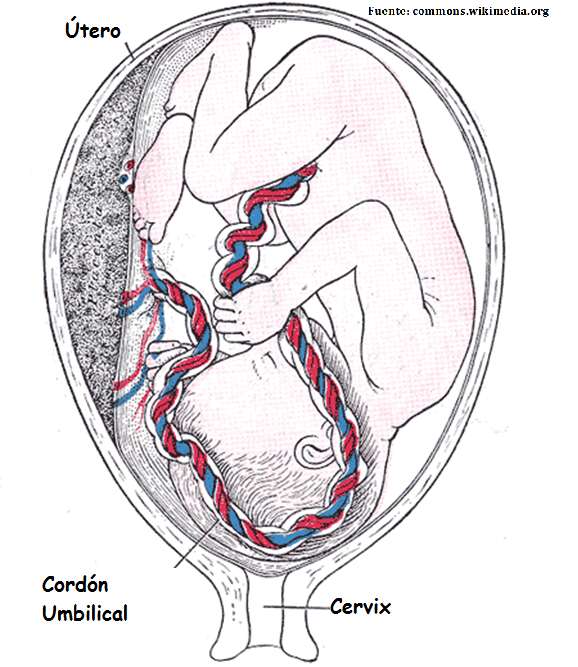 Fuente: commons.wikimedia.org
Útero
Cordón
Umbilical
Cervix